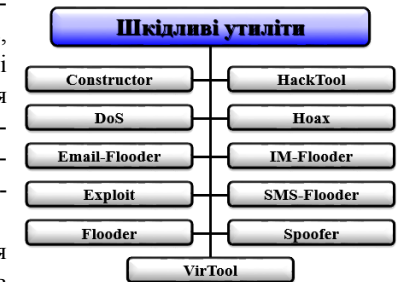 Шкідливі утиліти
Constructor
HackTool
DoS
Hoax
Email-Flooder
IM-Flooder
Exploit
SMS-Flooder
Flooder
Spoofer
VirTool